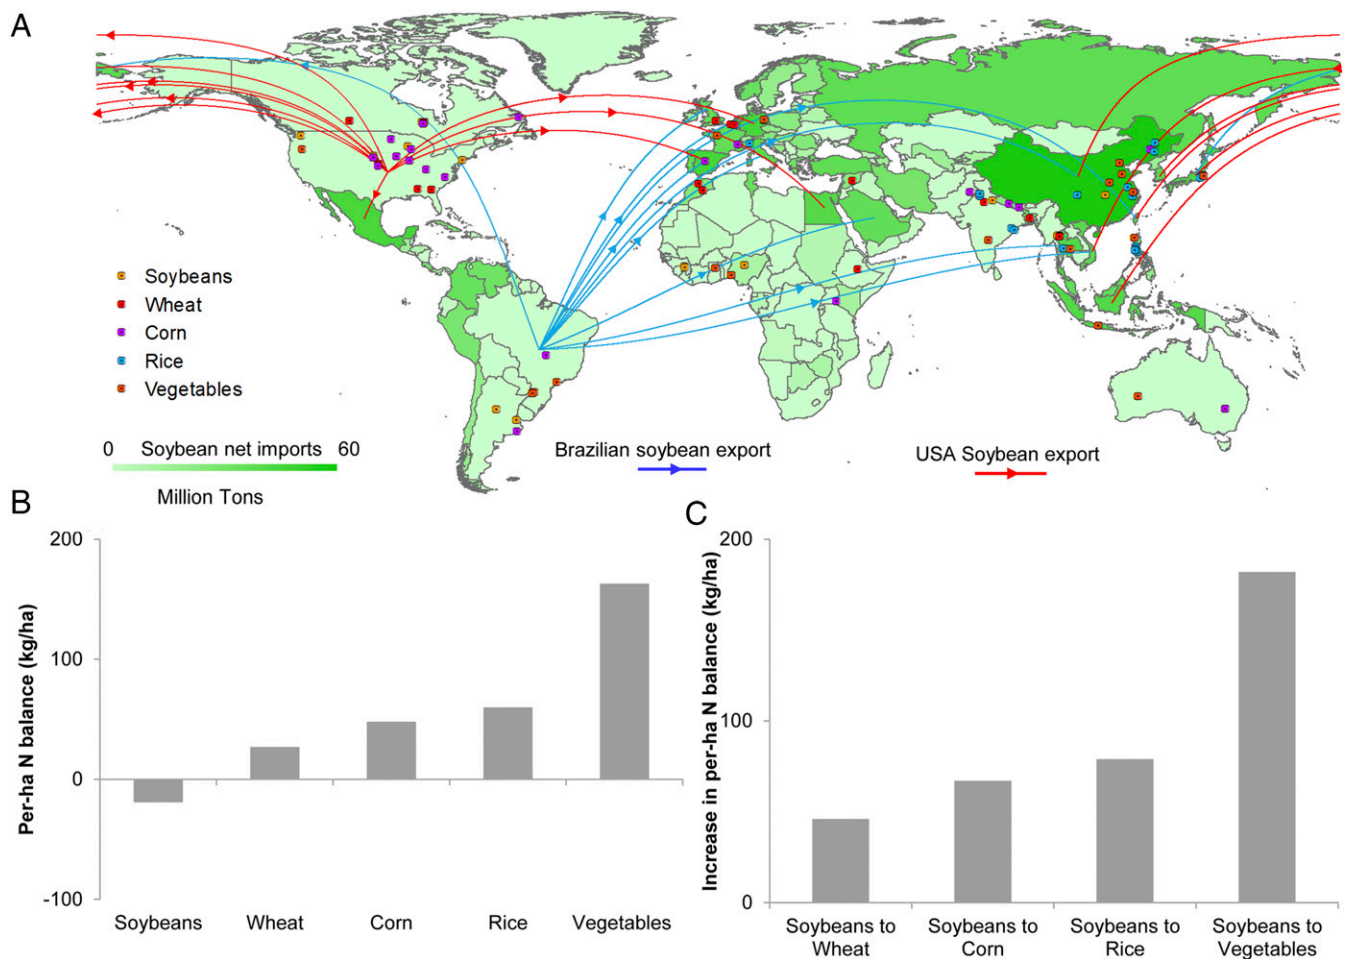 A
Soybeans
Wheat
Corn
Rice
Vegetables
0 Soybean net imports 60
Million Tons
Brazilian soybean export
USA Soybean export
B
Per-ha N balance (kg/ha)
200
100
0
-100
Soybeans Wheat Corn Rice Vegetables
C
Increase in per-ha N balance (kg/ha)
200
100
0
Soybeans to Wheat
Soybeans to Corn
Soybeans to Rice
Soybeans to Vegetables